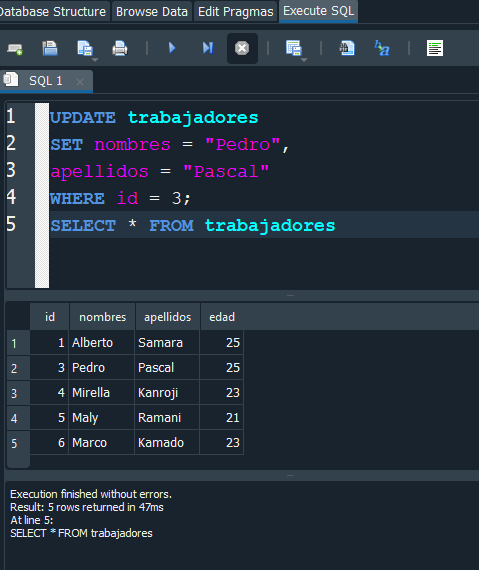 Database Structure Browse Data Edit Pragmas Execute SQL
SQL 1
1 UPDATE trabajadores
2 SET nombres = "Pedro",
3 apellidos = "Pascal"
4 WHERE id = 3;
5 SELECT * FROM trabajadores
id nombres apellidos edad
1 1 Alberto Samara 25
2 3 Pedro Pascal 25
3 4 Mirella Kanroji 23
4 5 Maly Ramani 21
5 6 Marco Kamado 23
Execution finished without errors.
Result: 5 rows returned in 47ms
At line 5:
SELECT * FROM trabajadores